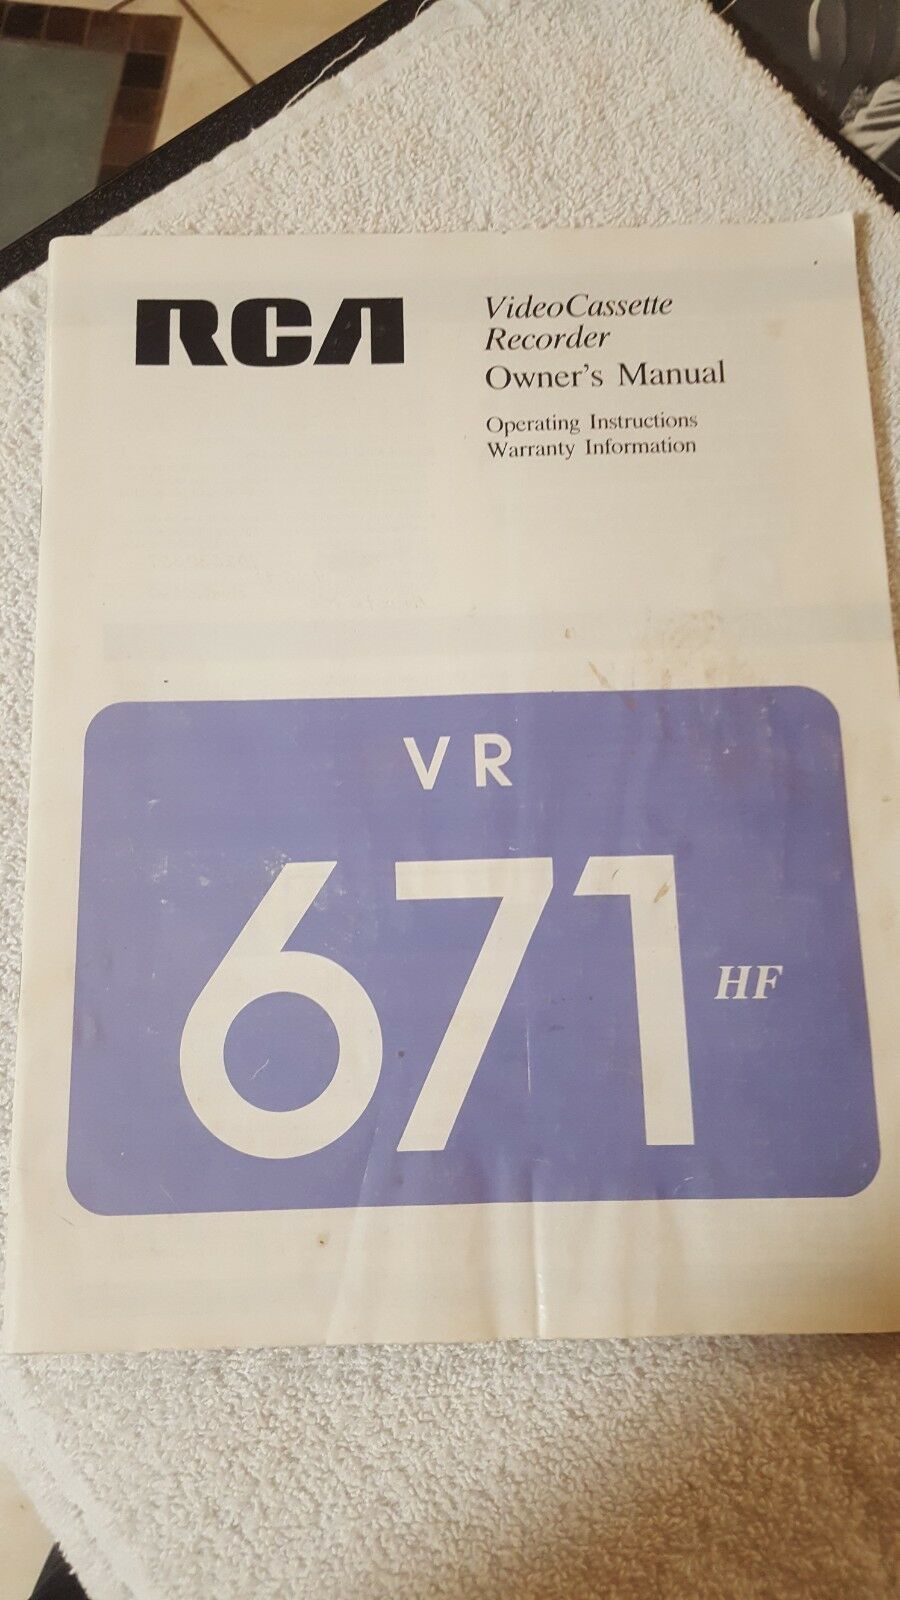 RCA
VideoCassette
Recorder
Owner's Manual
Operating Instructions
Warranty Information
VR
671
HF